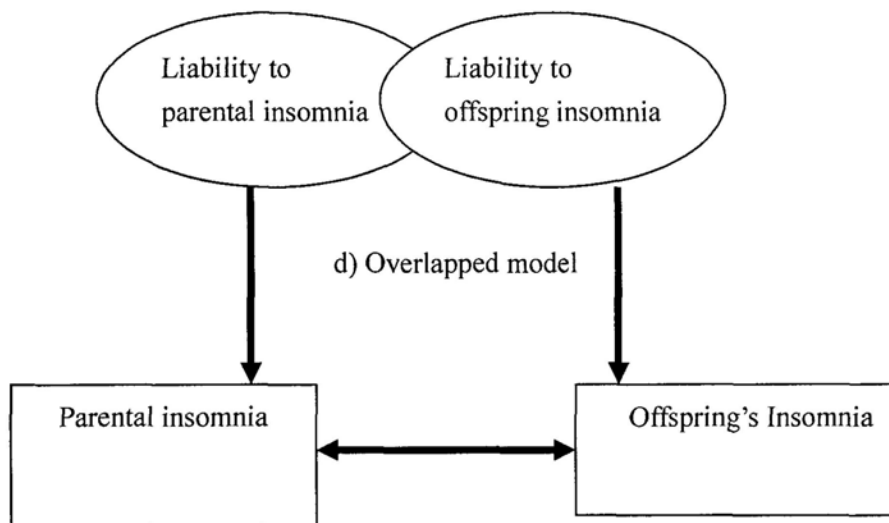 Liability to
parental insomnia
Liability to
offspring insomnia
d) Overlapped model
Parental insomnia
Offspring's Insomnia